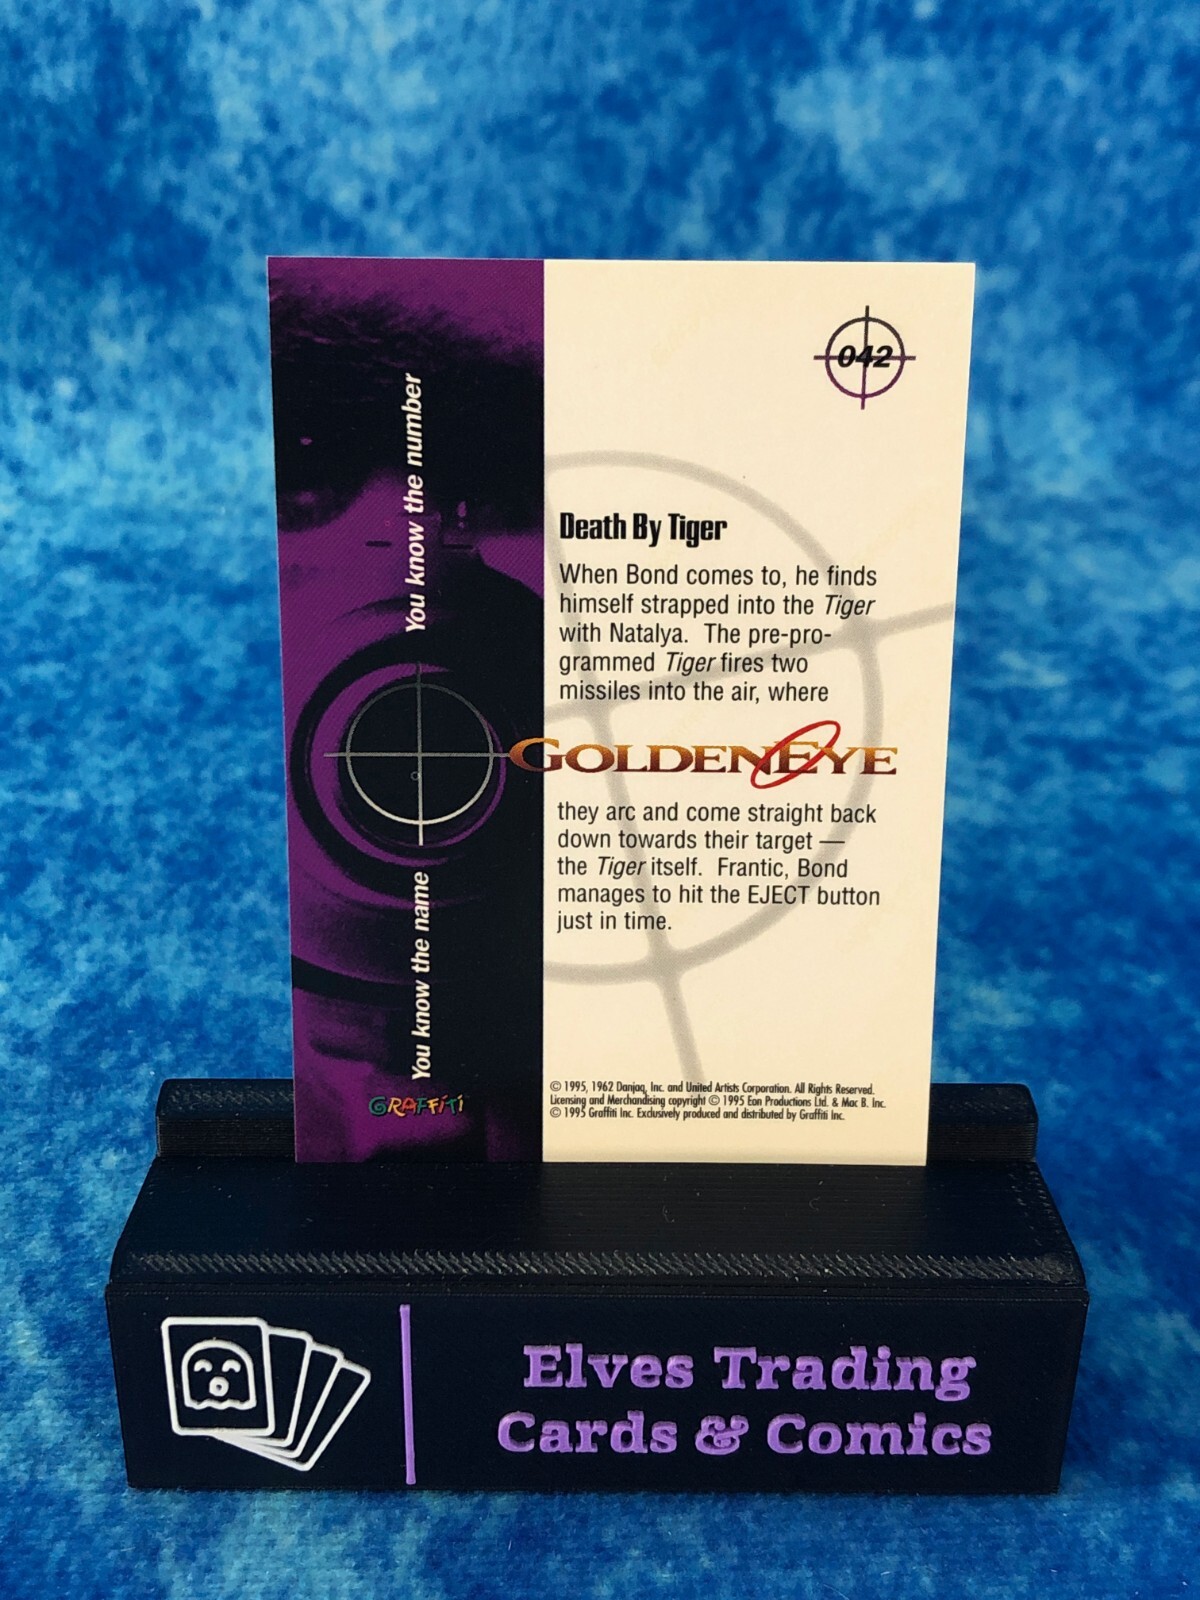 042
You know the number
You know the name
Death By Tiger
When Bond comes to, he finds
himself strapped into the Tiger
with Natalya. The pre-pro-
grammed Tiger fires two
missiles into the air, where
GOLDENEYE
they arc and come straight back
down towards their target —
the Tiger itself. Frantic, Bond
manages to hit the EJECT button
just in time.
GRAFFITI
© 1995, 1962 Danjaq, Inc. and United Artists Corporation. All Rights Reserved.
Licensing and Merchandising copyright © 1995 Eon Productions Ltd. & Mac B. Inc.
© 1995 Graffiti Inc. Exclusively produced and distributed by Graffiti Inc.
Elves Trading
Cards & Comics